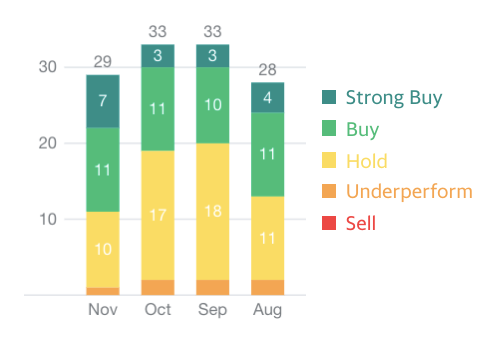 33 33
29
28
30
3 3
7 4 Strong Buy
11 10 Buy
11 11
20
Hold
17 18
Underperform
10 11
10
Sell
Nov Oct Sep Aug